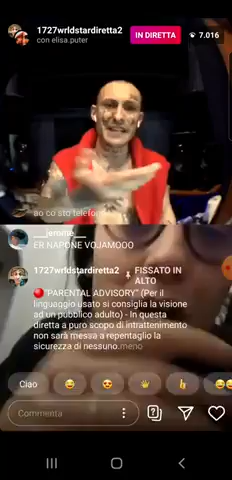 1727wrldstardiretta2
IN DIRETTA
7.016
con elisa.puter
ao co sto telefo
jemme
ER NAPONE VOJAMOOO
1727wrldstardiretta2 FISSATO IN
ALTO
🔴"PARENTAL ADVISORY" (Per il
linguaggio usato si consiglia la visione
ad un pubblico adulto) - In questa
diretta a puro scopo di intrattenimento
non sarà messa a repentaglio la
sicurezza di nessuno.meno
Ciao 😂 😍 👋 👍 😂
Commenta